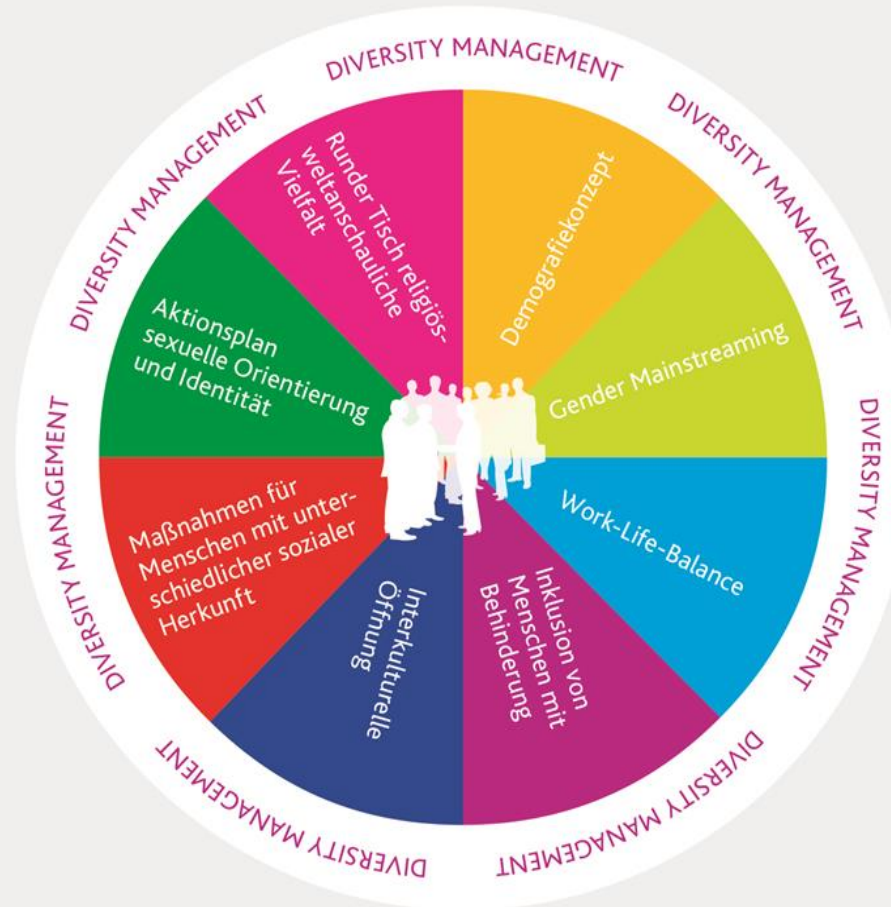 DIVERSITY MANAGEMENT
DIVERSITY MANAGEMENT
DIVERSITY MANAGEMENT
DIVERSITY MANAGEMENT
DIVERSITY MANAGEMENT
DIVERSITY MANAGEMENT
DIVERSITY MANAGEMENT
DIVERSITY MANAGEMENT
Demografiekonzept
Gender Mainstreaming
Work-Life-Balance
Inklusion von
Menschen mit
Behinderung
Interkulturelle
Öffnung
Maßnahmen für
Menschen mit unter-
schiedlicher sozialer
Herkunft
Aktionsplan
sexuelle Orientierung
und Identität
Runder Tisch religiös-
weltanschauliche
Vielfalt